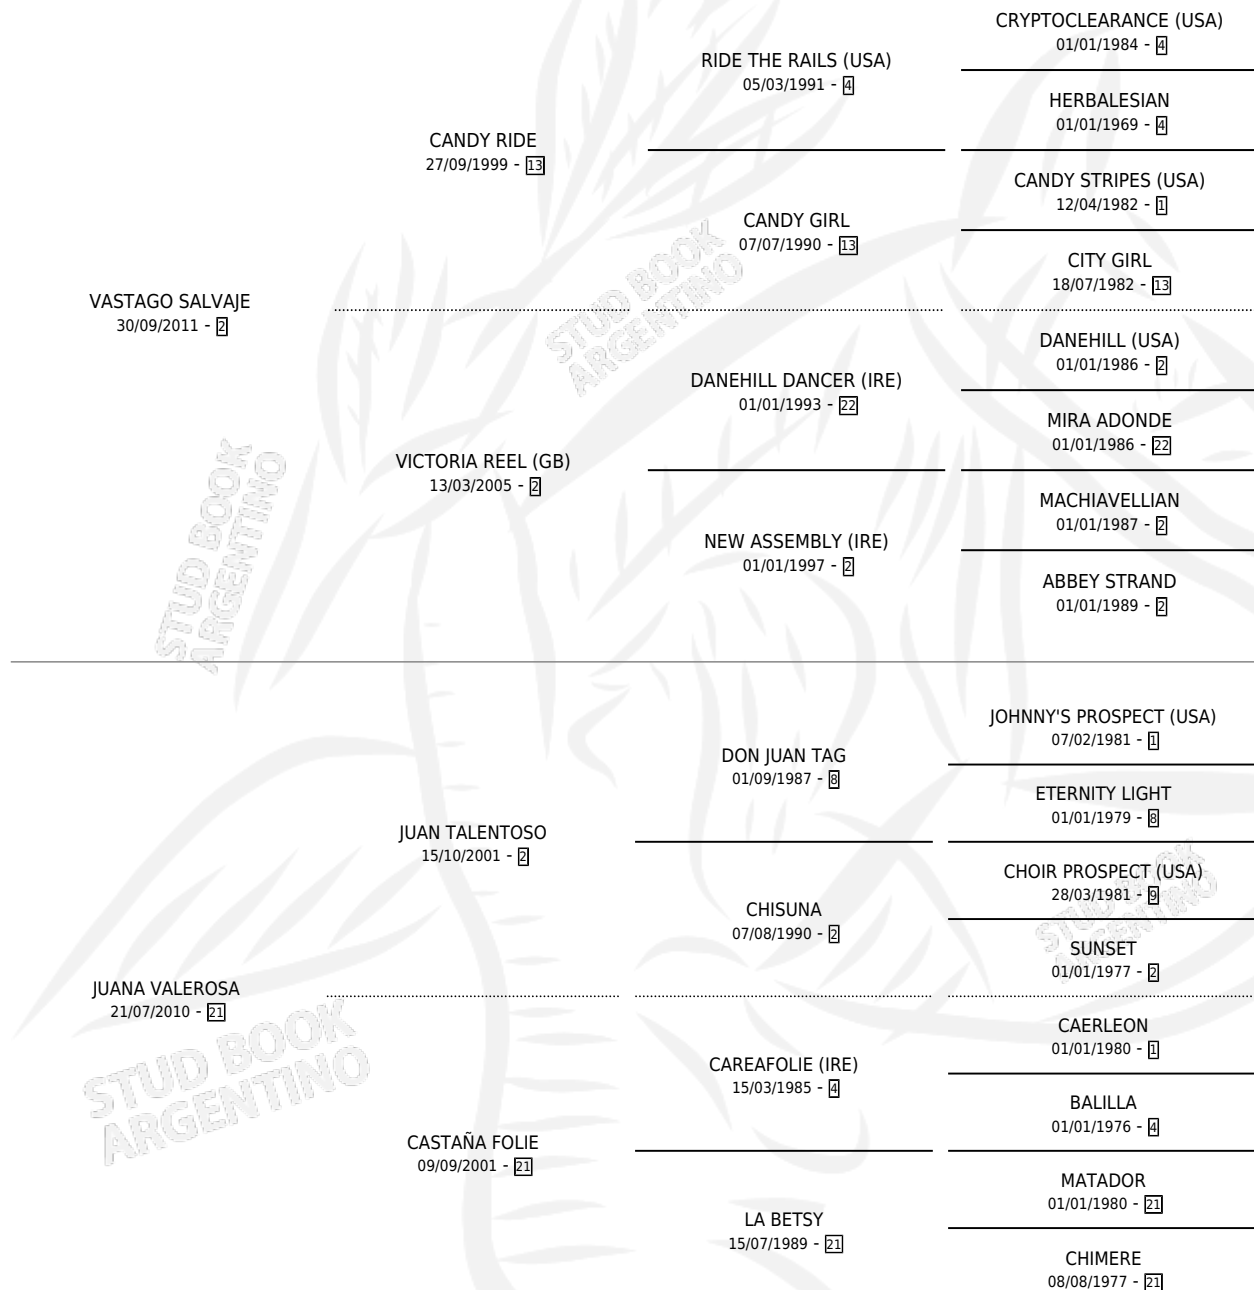 CRYPTOCLEARANCE (USA)
01/01/1984 - 4
RIDE THE RAILS (USA)
05/03/1991 - 4
HERBALESIAN
01/01/1969 - 4
CANDY RIDE
27/09/1999 - 13
CANDY STRIPES (USA)
12/04/1982 - 1
CANDY GIRL
07/07/1990 - 13
CITY GIRL
18/07/1982 - 13
VASTAGO SALVAJE
30/09/2011 - 2
STUD BOOK
ARGENTINO
DANEHILL (USA)
01/01/1986 - 2
DANEHILL DANCER (IRE)
01/01/1993 - 22
MIRA ADONDE
01/01/1986 - 22
VICTORIA REEL (GB)
13/03/2005 - 2
MACHIAVELLIAN
01/01/1987 - 2
NEW ASSEMBLY (IRE)
01/01/1997 - 2
ABBEY STRAND
01/01/1989 - 2
STUD BOOK
ARGENTINO
JOHNNY'S PROSPECT (USA)
07/02/1981 - 1
DON JUAN TAG
01/09/1987 - 8
ETERNITY LIGHT
01/01/1979 - 8
JUAN TALENTOSO
15/10/2001 - 2
CHOIR PROSPECT (USA)
28/03/1981 - 9
CHISUNA
07/08/1990 - 2
SUNSET
01/01/1977 - 2
STUD BOOK
ARGENTINO
JUANA VALEROSA
21/07/2010 - 21
CAERLEON
01/01/1980 - 1
CAREAFOLIE (IRE)
15/03/1985 - 4
BALILLA
01/01/1976 - 4
STUD BOOK
ARGENTINO
CASTAÑA FOLIE
09/09/2001 - 21
MATADOR
01/01/1980 - 21
LA BETSY
15/07/1989 - 21
CHIMERE
08/08/1977 - 21